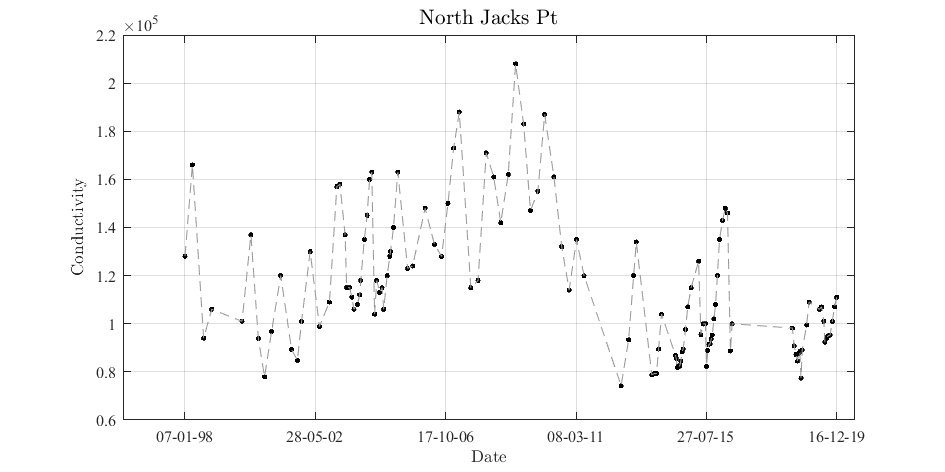 North Jacks Pt
×10⁵
2.2
2
1.8
1.6
1.4
1.2
1
0.8
0.6
Conductivity
07-01-98 28-05-02 17-10-06 08-03-11 27-07-15 16-12-19
Date